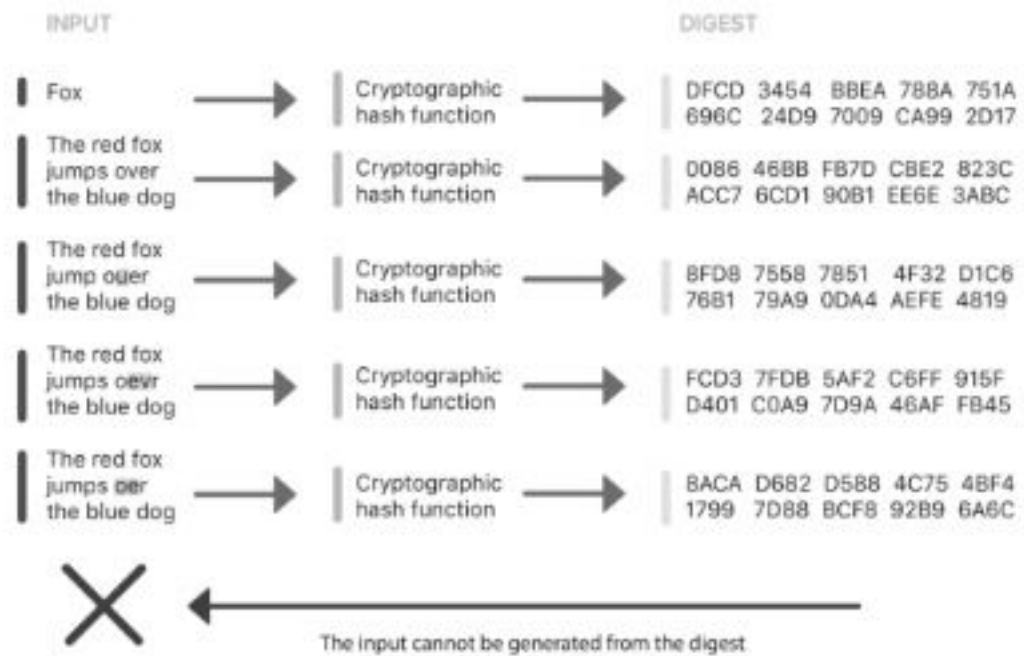 INPUT
DIGEST
Fox
Cryptographic
hash function
DFCD 3454 BBEA 788A 751A
696C 24D9 7009 CA99 2D17
The red fox
jumps over
the blue dog
Cryptographic
hash function
0086 46BB FB7D CBE2 823C
ACC7 6CD1 90B1 EE6E 3ABC
The red fox
jump ouer
the blue dog
Cryptographic
hash function
8FD8 7558 7851 4F32 D1C6
76B1 79A9 0DA4 AEFE 4819
The red fox
jumps oevr
the blue dog
Cryptographic
hash function
FCD3 7FDB 5AF2 C6FF 915F
D401 C0A9 7D9A 46AF FB45
The red fox
jumps oer
the blue dog
Cryptographic
hash function
8ACA D682 D588 4C75 4BF4
1799 7D88 BCF8 92B9 6A6C
The input cannot be generated from the digest